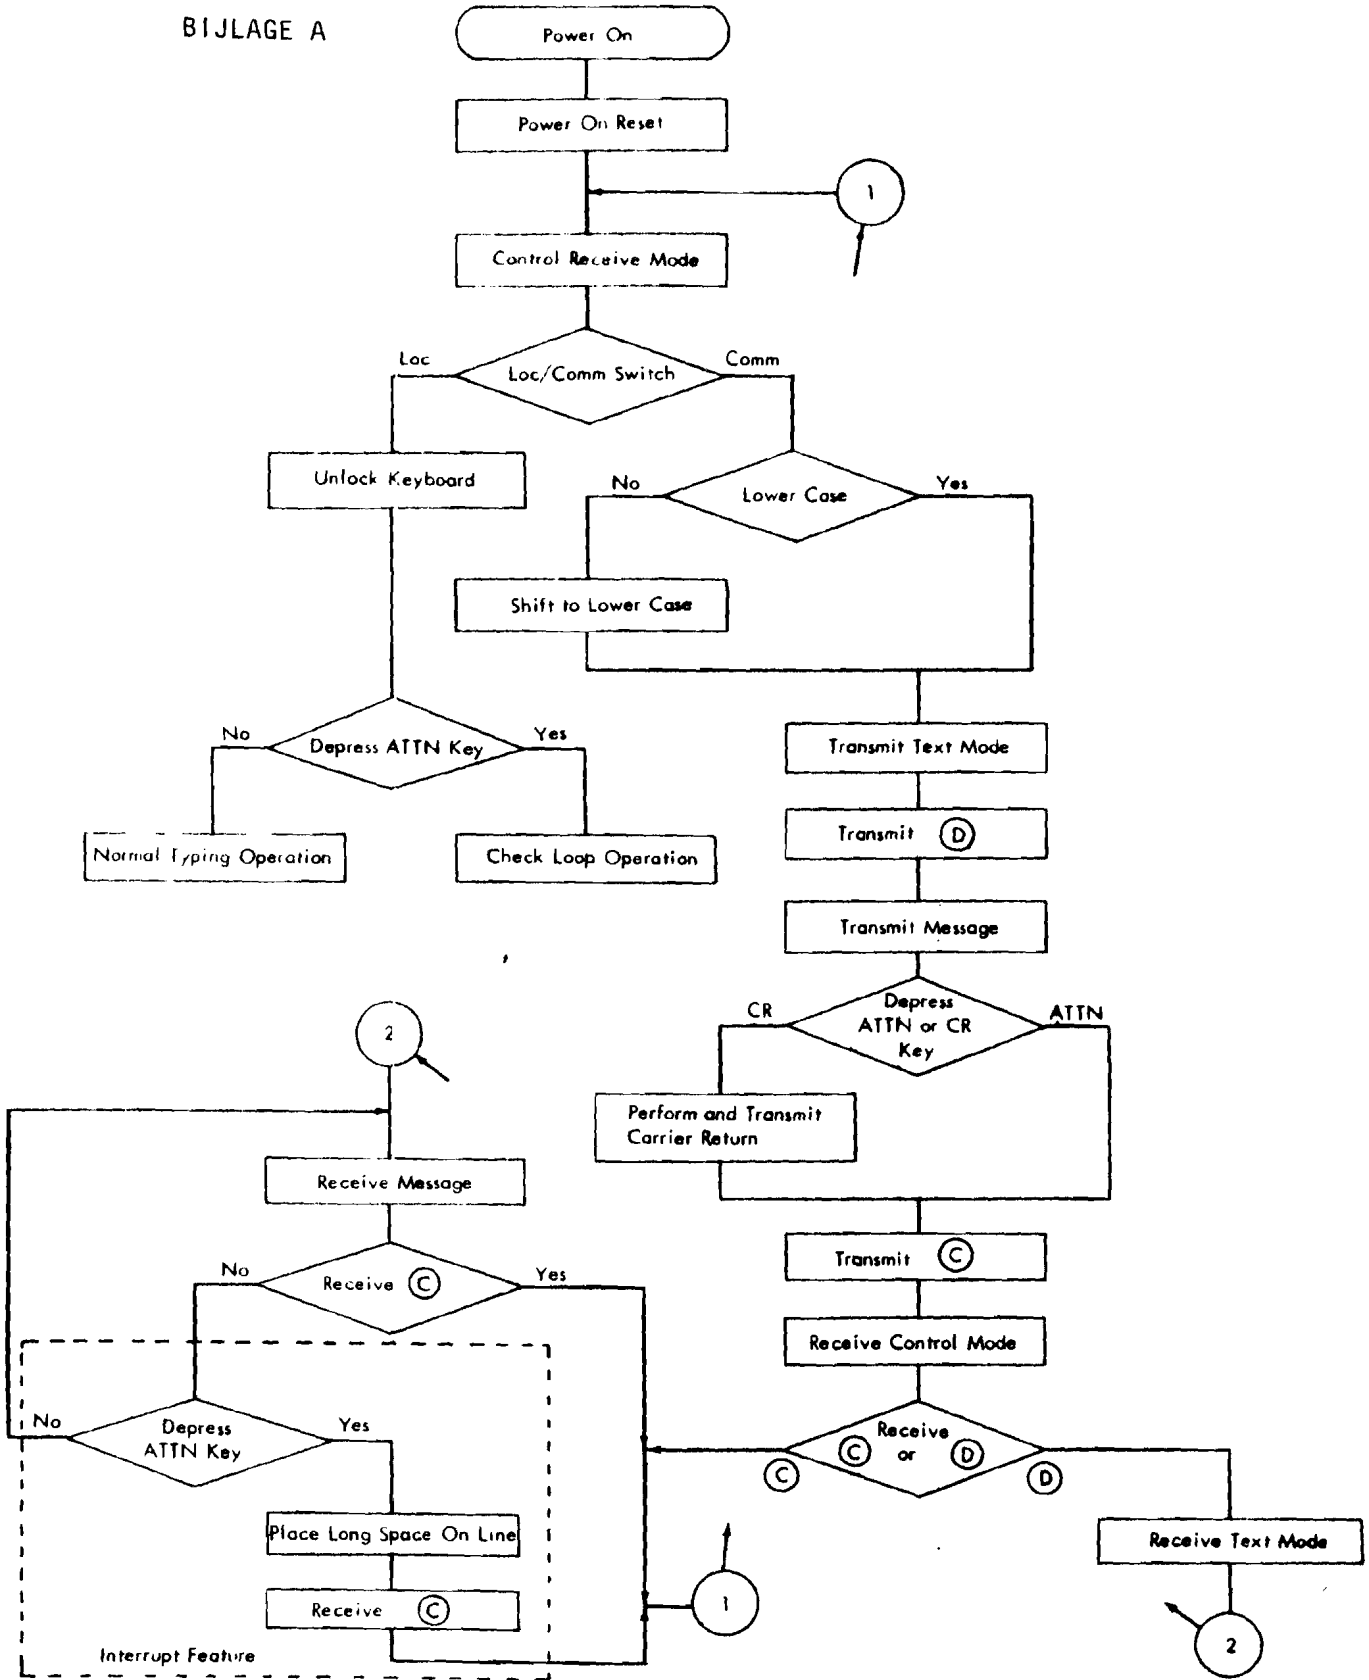 BIJLAGE A
Power On
Power On Reset
1
Control Receive Mode
Loc
Loc/Comm Switch
Comm
Unlock Keyboard
No
Lower Case
Yes
Shift to Lower Case
No
Depress ATTN Key
Yes
Transmit Text Mode
Normal Typing Operation
Check Loop Operation
Transmit D
Transmit Message
CR
Depress
ATTN or CR
Key
ATTN
2
Perform and Transmit
Carrier Return
Receive Message
No
Receive C
Yes
Transmit C
Receive Control Mode
No
Depress
ATTN Key
Yes
Receive
C or D
C
D
Place Long Space On Line
Receive Text Mode
Receive C
1
2
Interrupt Feature